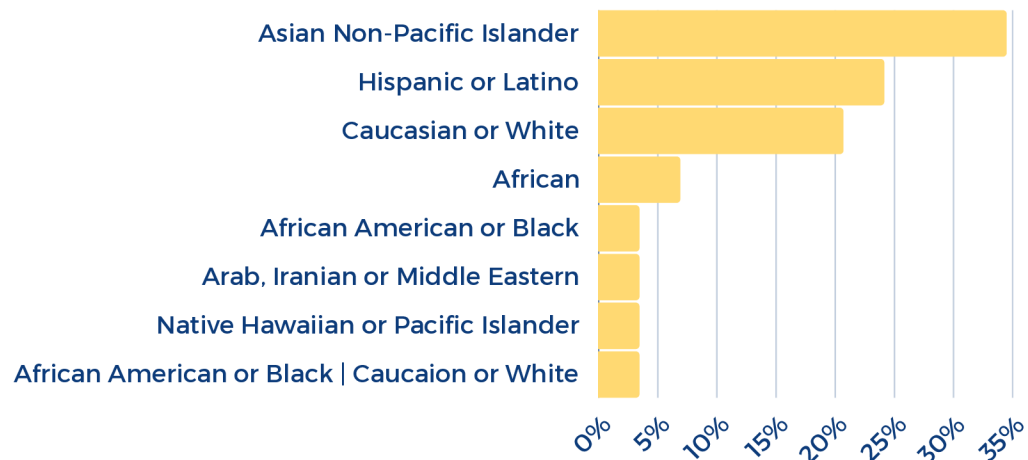 Asian Non-Pacific Islander
Hispanic or Latino
Caucasian or White
African
African American or Black
Arab, Iranian or Middle Eastern
Native Hawaiian or Pacific Islander
African American or Black | Caucaion or White
0% 5% 10% 15% 20% 25% 30% 35%